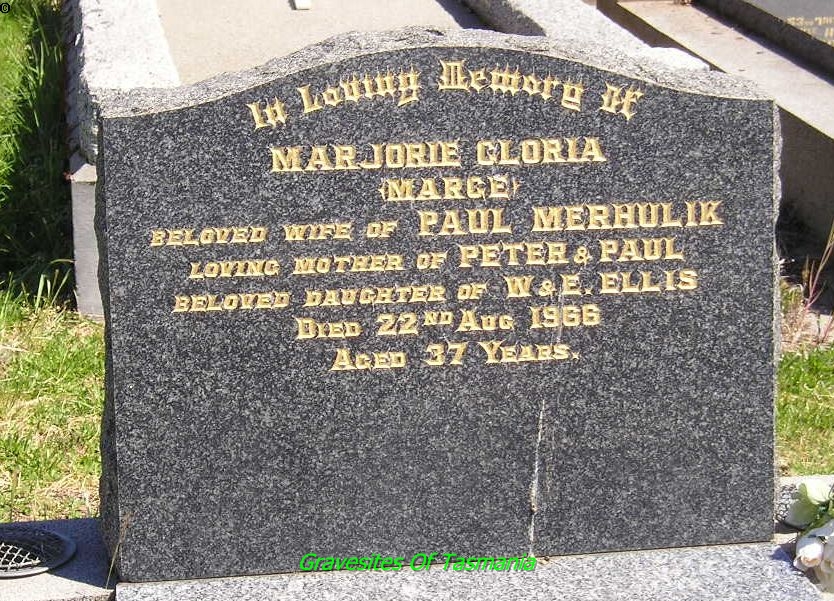 In Loving Memory Of
MARJORIE GLORIA
(MARGE)
BELOVED WIFE OF PAUL MERHULIK
LOVING MOTHER OF PETER & PAUL
BELOVED DAUGHTER OF W & E. ELLIS
DIED 22ND AUG 1966
AGED 37 YEARS.
Gravesites Of Tasmania